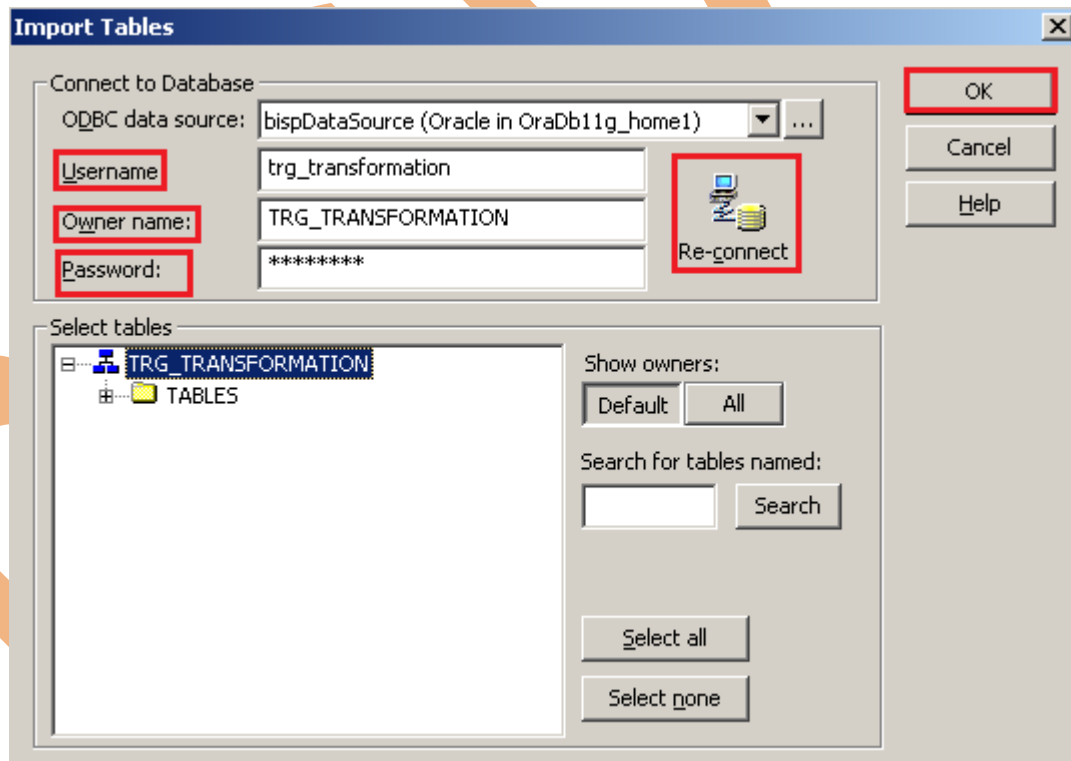 Import Tables
Connect to Database
ODBC data source: bispDataSource (Oracle in OraDb11g_home1) ...
Username trg_transformation
Owner name: TRG_TRANSFORMATION
Password: ********
Re-connect
OK
Cancel
Help
Select tables
TRG_TRANSFORMATION
TABLES
Show owners:
Default All
Search for tables named:
Search
Select all
Select none